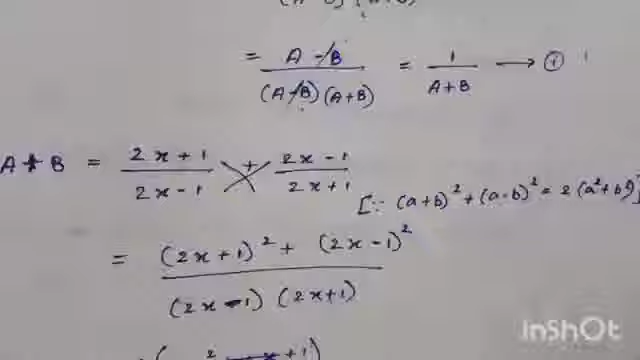 = A - B / (A-B) (A+B) = 1 / A+B → ①
A + B = 2x+1 / 2x-1 + 2x-1 / 2x+1
[∵ (a+b)² + (a-b)² = 2(a²+b²)]
= (2x+1)² + (2x-1)² / (2x-1) (2x+1)
InShOt